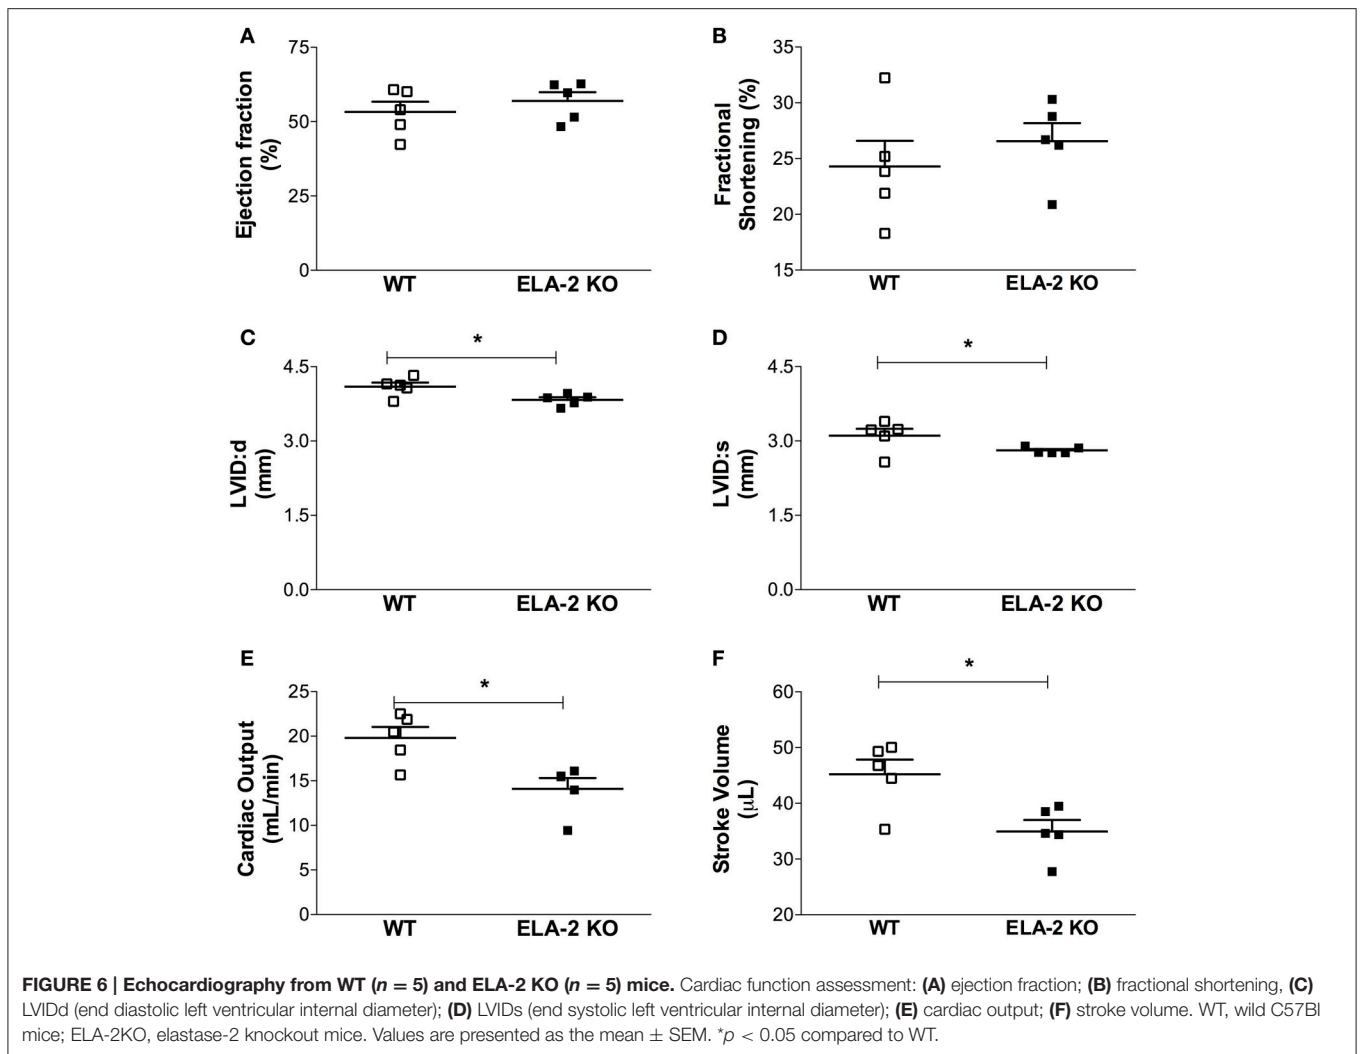 A
75
50
25
0
Ejection fraction
(%)
WT
ELA-2 KO
B
35
30
25
20
15
Fractional
Shortening (%)
WT
ELA-2 KO
C
*
4.5
3.0
1.5
0.0
LVID:d
(mm)
WT
ELA-2 KO
D
*
4.5
3.0
1.5
0.0
LVID:s
(mm)
WT
ELA-2 KO
E
*
25
20
15
10
5
0
Cardiac Output
(mL/min)
WT
ELA-2 KO
F
*
60
50
40
30
20
Stroke Volume
(μL)
WT
ELA-2 KO
FIGURE 6 | Echocardiography from WT (n = 5) and ELA-2 KO (n = 5) mice. Cardiac function assessment: (A) ejection fraction; (B) fractional shortening, (C)
LVIDd (end diastolic left ventricular internal diameter); (D) LVIDs (end systolic left ventricular internal diameter); (E) cardiac output; (F) stroke volume. WT, wild C57Bl
mice; ELA-2KO, elastase-2 knockout mice. Values are presented as the mean ± SEM. *p < 0.05 compared to WT.